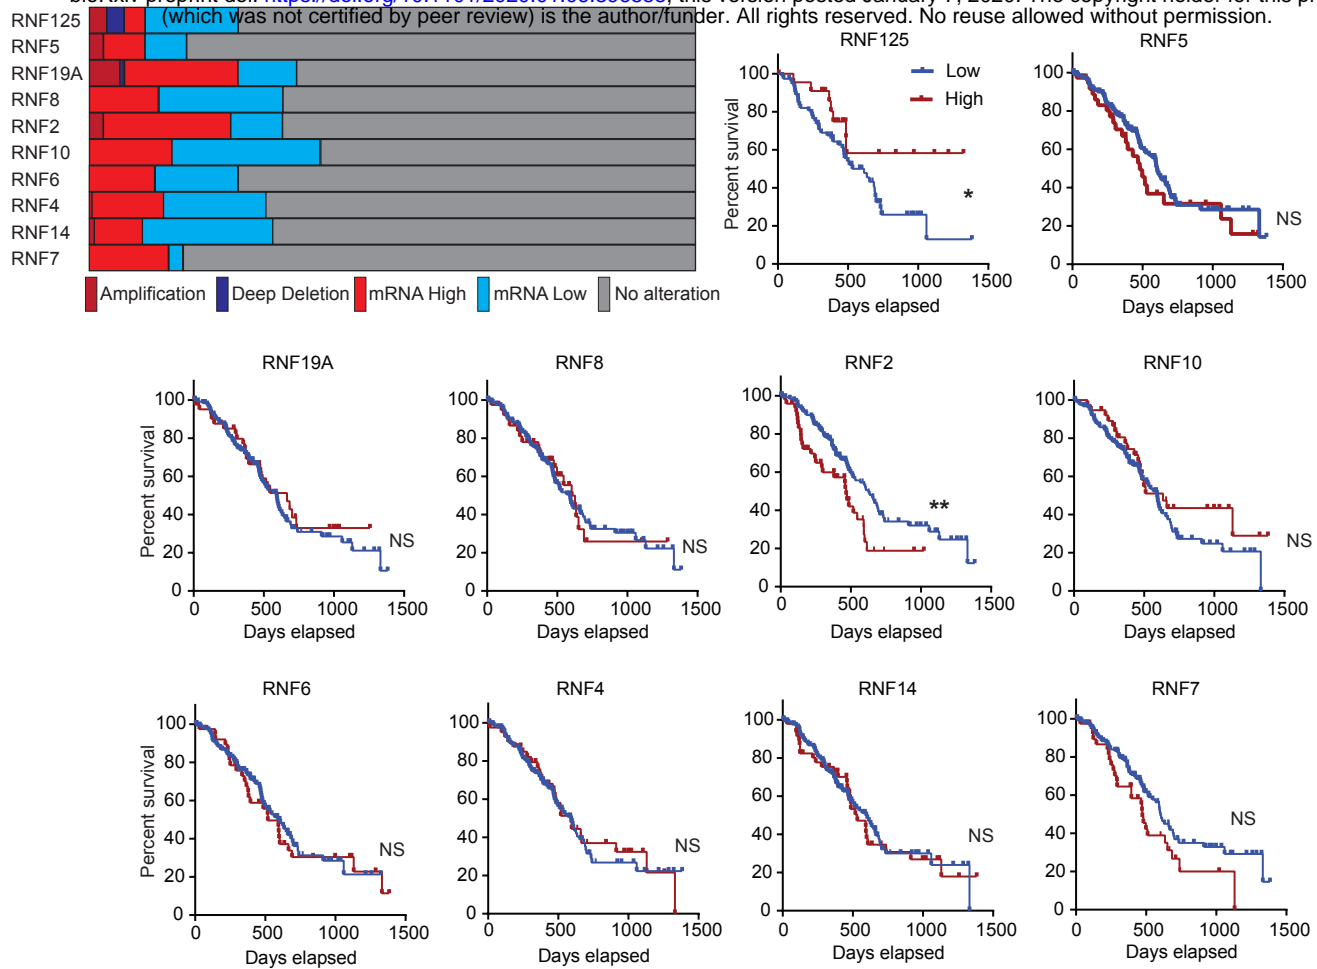 (which was not certified by peer review) is the author/funder. All rights reserved. No reuse allowed without permission.
RNF125
RNF5
RNF19A
RNF8
RNF2
RNF10
RNF6
RNF4
RNF14
RNF7
Amplification Deep Deletion mRNA High mRNA Low No alteration
RNF125
Low
High
Percent survival
100
80
60
40
20
0
*
0 500 1000 1500
Days elapsed
RNF5
100
80
60
40
20
0
NS
0 500 1000 1500
Days elapsed
RNF19A
Percent survival
100
80
60
40
20
0
NS
0 500 1000 1500
Days elapsed
RNF8
100
80
60
40
20
0
NS
0 500 1000 1500
Days elapsed
RNF2
100
80
60
40
20
0
**
0 500 1000 1500
Days elapsed
RNF10
100
80
60
40
20
0
NS
0 500 1000 1500
Days elapsed
RNF6
Percent survival
100
80
60
40
20
0
NS
0 500 1000 1500
Days elapsed
RNF4
100
80
60
40
20
0
NS
0 500 1000 1500
Days elapsed
RNF14
100
80
60
40
20
0
NS
0 500 1000 1500
Days elapsed
RNF7
100
80
60
40
20
0
NS
0 500 1000 1500
Days elapsed